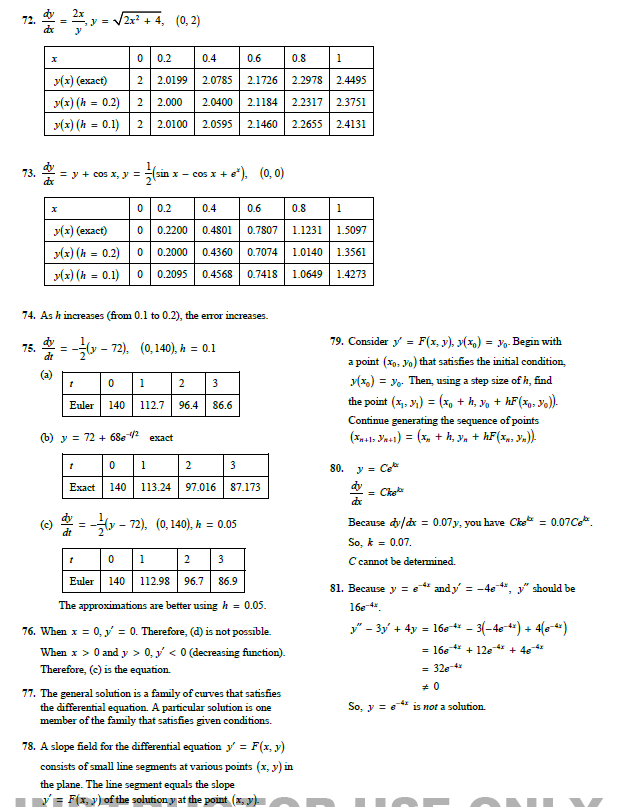 72. dy/dx = 2x/y, y = √(2x² + 4), (0, 2)
x 0 0.2 0.4 0.6 0.8 1
y(x) (exact) 2 2.0199 2.0785 2.1726 2.2978 2.4495
y(x) (h = 0.2) 2 2.000 2.0400 2.1184 2.2317 2.3751
y(x) (h = 0.1) 2 2.0100 2.0595 2.1460 2.2655 2.4131
73. dy/dx = y + cos x, y = 1/2(sin x − cos x + eˣ), (0, 0)
x 0 0.2 0.4 0.6 0.8 1
y(x) (exact) 0 0.2200 0.4801 0.7807 1.1231 1.5097
y(x) (h = 0.2) 0 0.2000 0.4360 0.7074 1.0140 1.3561
y(x) (h = 0.1) 0 0.2095 0.4568 0.7418 1.0649 1.4273
74. As h increases (from 0.1 to 0.2), the error increases.
75. dy/dt = −1/2(y − 72), (0, 140), h = 0.1
(a)
t 0 1 2 3
Euler 140 112.7 96.4 86.6
(b) y = 72 + 68e^(−t/2) exact
t 0 1 2 3
Exact 140 113.24 97.016 87.173
(c) dy/dt = −1/2(y − 72), (0, 140), h = 0.05
t 0 1 2 3
Euler 140 112.98 96.7 86.9
The approximations are better using h = 0.05.
76. When x = 0, y′ = 0. Therefore, (d) is not possible.
When x > 0 and y > 0, y′ < 0 (decreasing function).
Therefore, (c) is the equation.
77. The general solution is a family of curves that satisfies
the differential equation. A particular solution is one
member of the family that satisfies given conditions.
78. A slope field for the differential equation y′ = F(x, y)
consists of small line segments at various points (x, y) in
the plane. The line segment equals the slope
y′ = F(x, y) of the solution y at the point (x, y).
79. Consider y′ = F(x, y), y(x₀) = y₀. Begin with
a point (x₀, y₀) that satisfies the initial condition,
y(x₀) = y₀. Then, using a step size of h, find
the point (x₁, y₁) = (x₀ + h, y₀ + hF(x₀, y₀)).
Continue generating the sequence of points
(xₙ₊₁, yₙ₊₁) = (xₙ + h, yₙ + hF(xₙ, yₙ)).
80. y = Ce^(kx)
dy/dx = Cke^(kx)
Because dy/dx = 0.07y, you have Cke^(kx) = 0.07Ce^(kx).
So, k = 0.07.
C cannot be determined.
81. Because y = e^(−4x) and y′ = −4e^(−4x), y″ should be
16e^(−4x).
y″ − 3y′ + 4y = 16e^(−4x) − 3(−4e^(−4x)) + 4(e^(−4x))
= 16e^(−4x) + 12e^(−4x) + 4e^(−4x)
= 32e^(−4x)
≠ 0
So, y = e^(−4x) is not a solution.
FOR USE ONLY